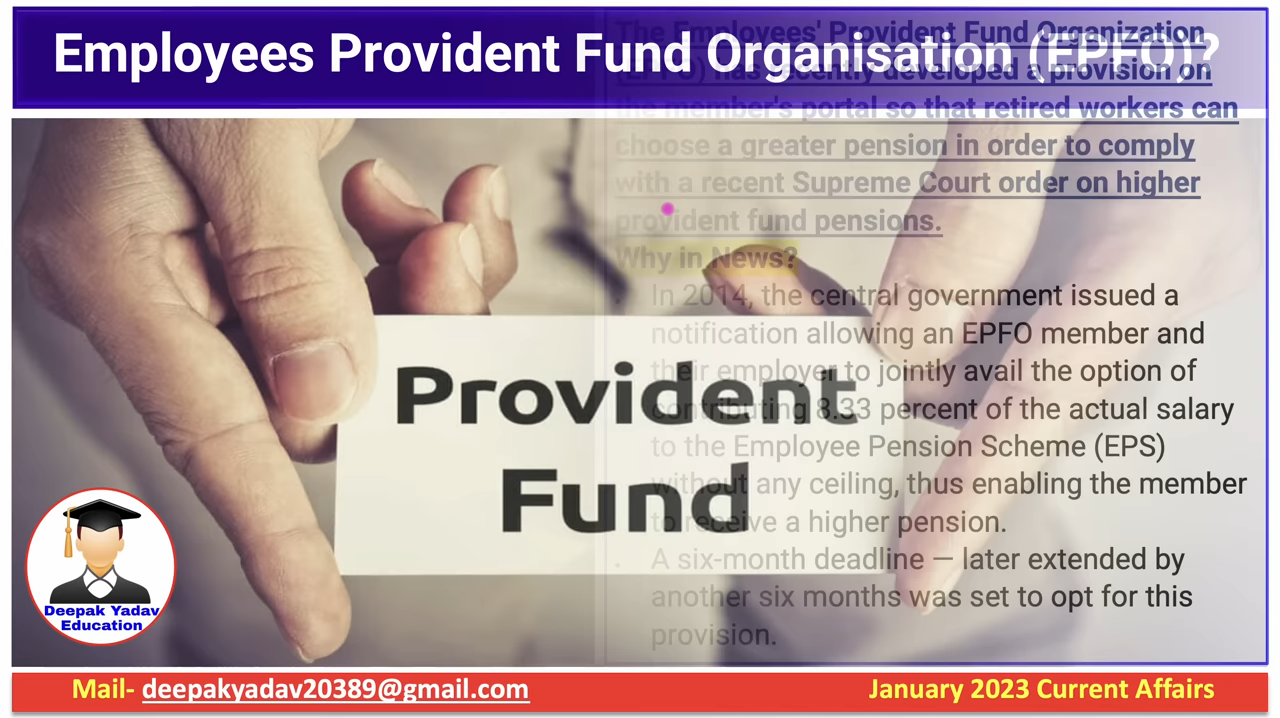 Employees Provident Fund Organisation (EPFO)?
The Employees' Provident Fund Organization
(EPFO) has recently developed a provision on
the member's portal so that retired workers can
choose a greater pension in order to comply
with a recent Supreme Court order on higher
provident fund pensions.
Why in News?
In 2014, the central government issued a
notification allowing an EPFO member and
their employer to jointly avail the option of
contributing 8.33 percent of the actual salary
to the Employee Pension Scheme (EPS)
without any ceiling, thus enabling the member
to receive a higher pension.
A six-month deadline — later extended by
another six months was set to opt for this
provision.
Provident
Fund
Deepak Yadav
Education
Mail- deepakyadav20389@gmail.com
January 2023 Current Affairs